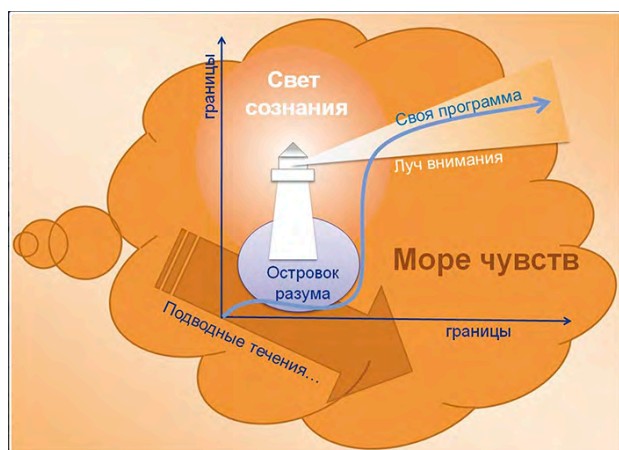 границы
Свет
сознания
Своя программа
Луч внимания
Море чувств
Островок
разума
Подводные течения...
границы